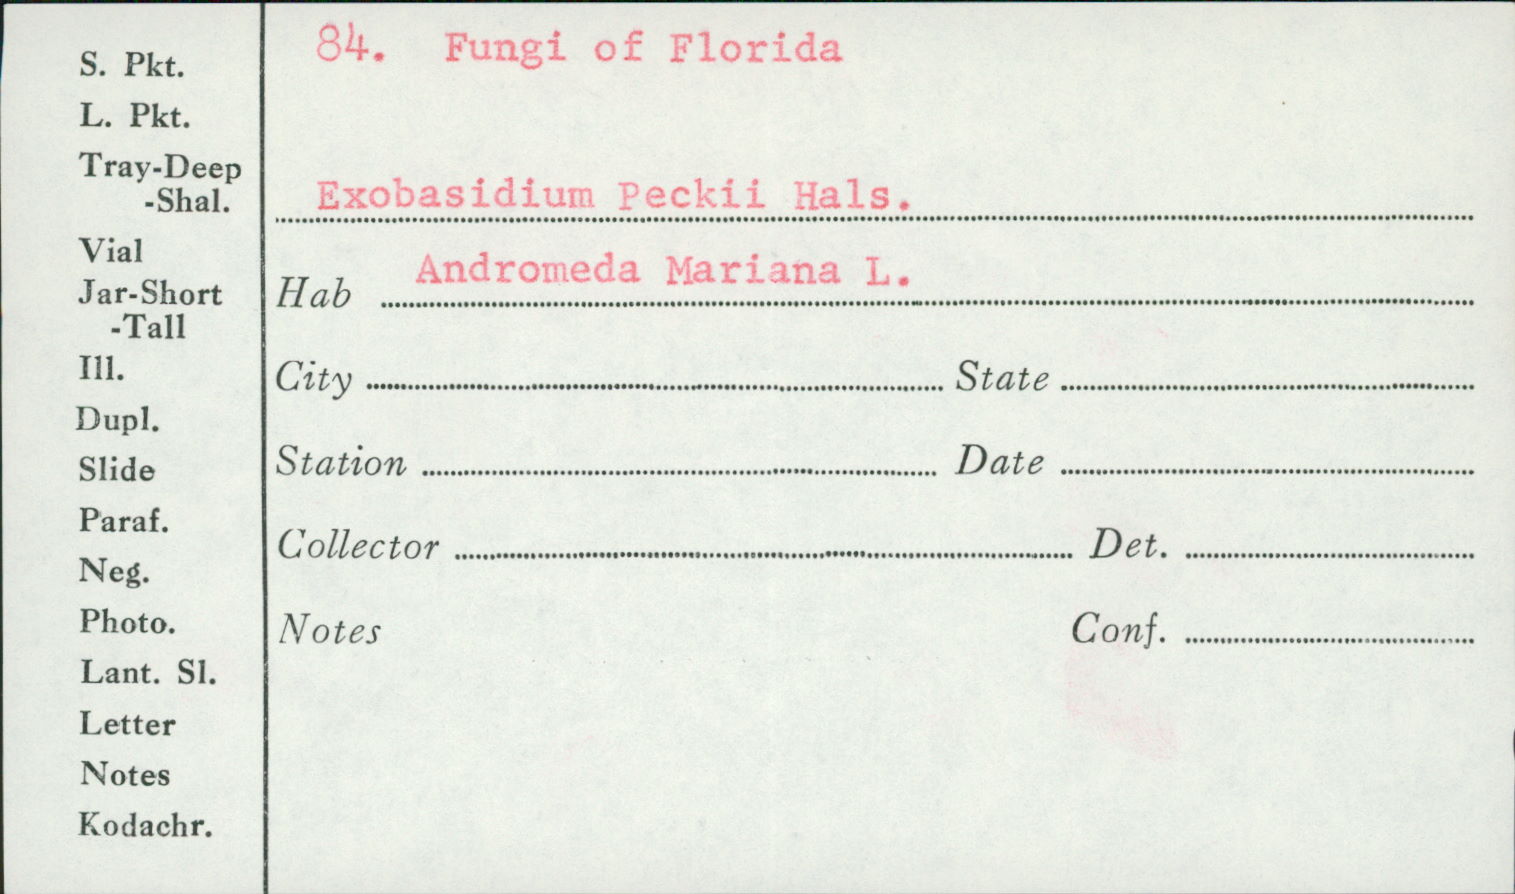 S. Pkt.
L. Pkt.
Tray-Deep
-Shal.
Vial
Jar-Short
-Tall
Ill.
Dupl.
Slide
Paraf.
Neg.
Photo.
Lant. Sl.
Letter
Notes
Kodachr.
84. Fungi of Florida
Exobasidium Peckii Hals.
Hab Andromeda Mariana L.
City State
Station Date
Collector Det.
Notes Conf.